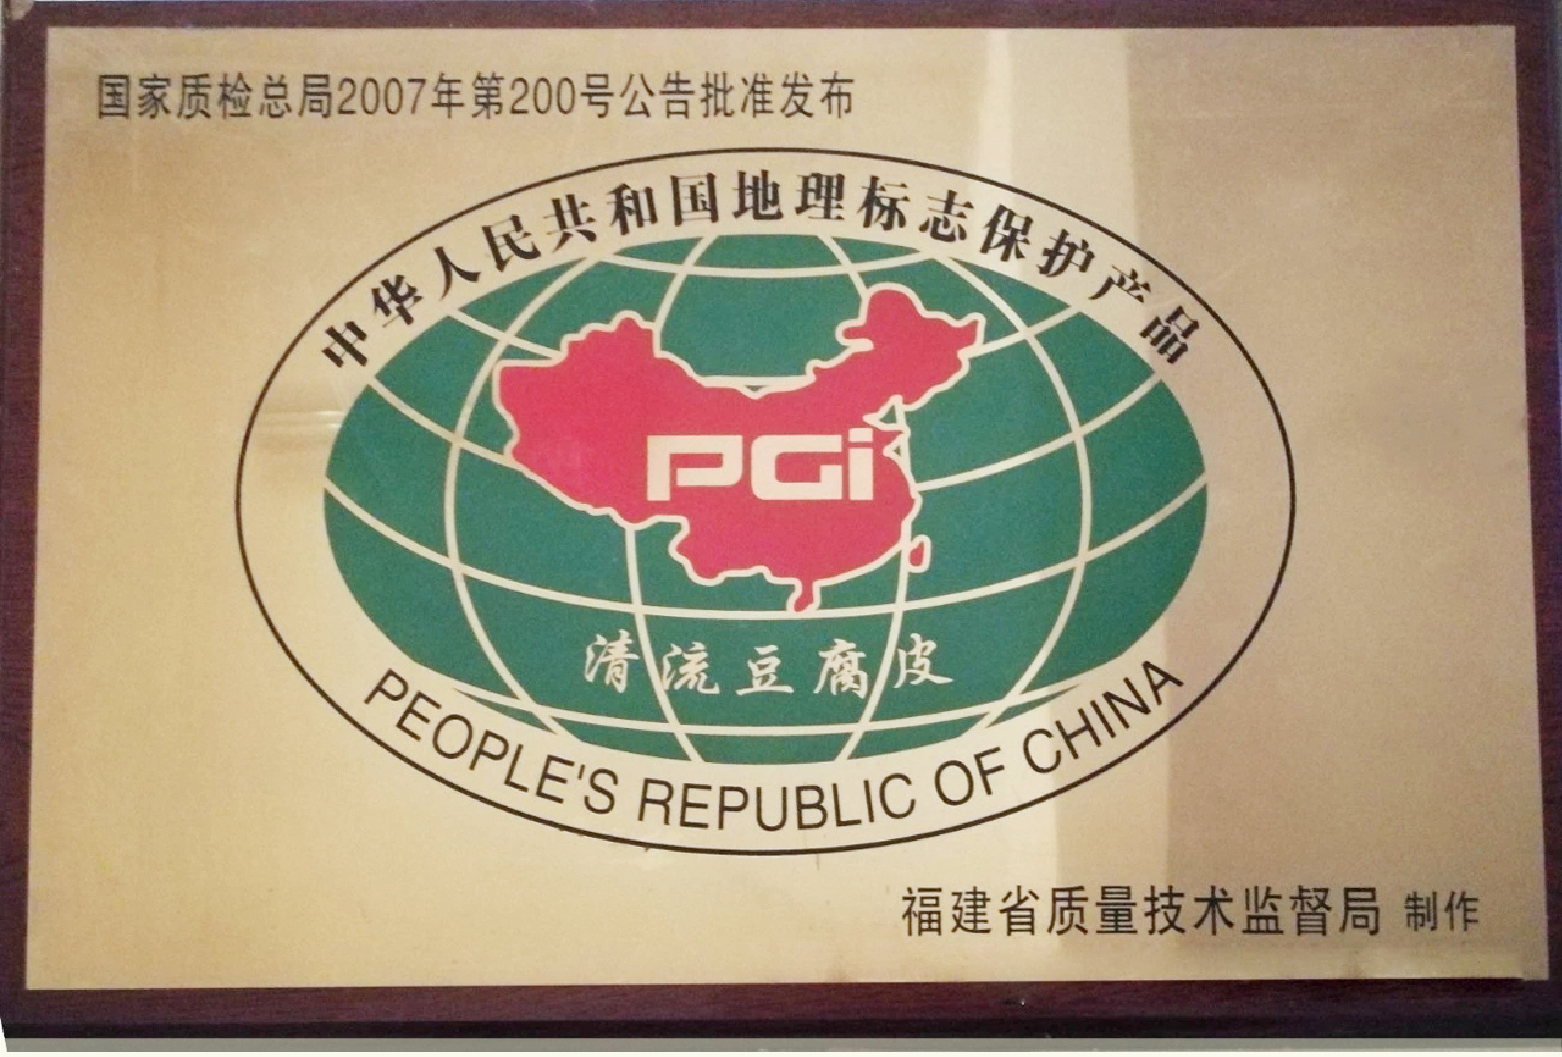 国家质检总局2007年第200号公告批准发布
中华人民共和国地理标志保护产品
PGi
清流豆腐皮
PEOPLE'S REPUBLIC OF CHINA
福建省质量技术监督局 制作